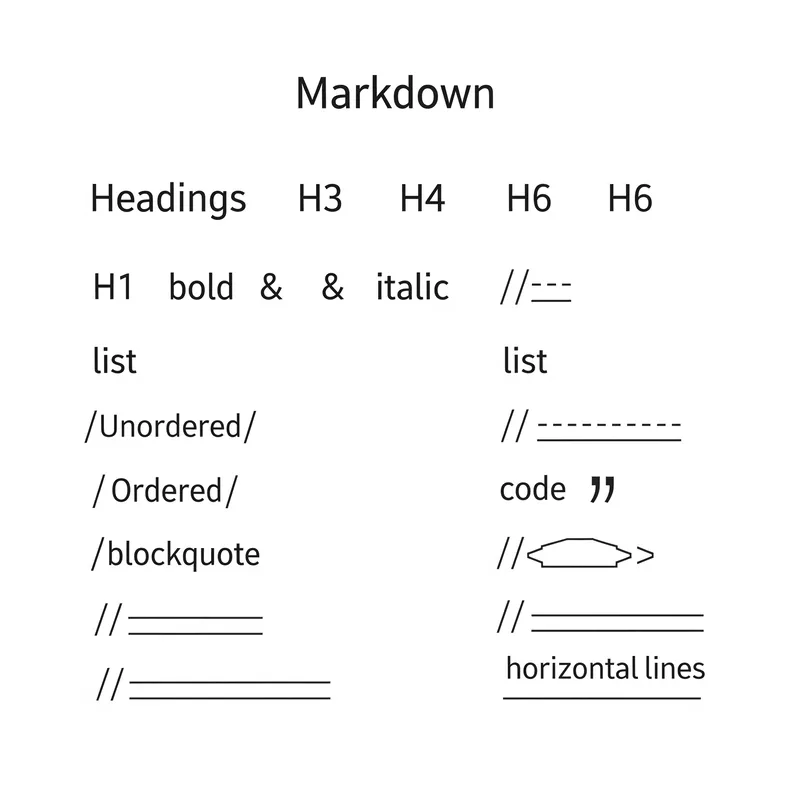 Markdown
Headings H3 H4 H6 H6
H1 bold & & italic //---
list
/Unordered/
/ Ordered/
/blockquote
//
//
list
// ----------
code ”
// >
//
horizontal lines